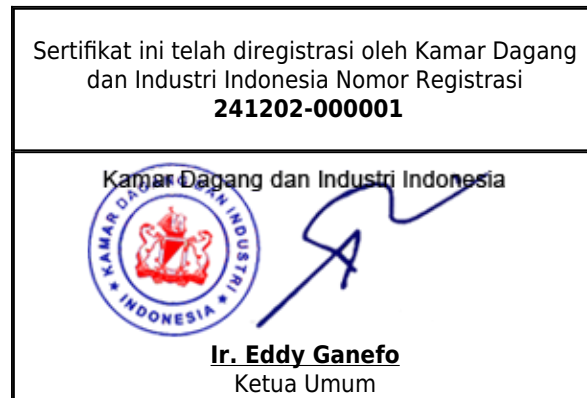 Sertifikat ini telah diregistrasi oleh Kamar Dagang
dan Industri Indonesia Nomor Registrasi
241202-000001
Kamar Dagang dan Industri Indonesia
KAMAR DAGANG DAN INDUSTRI
INDONESIA
Ir. Eddy Ganefo
Ketua Umum